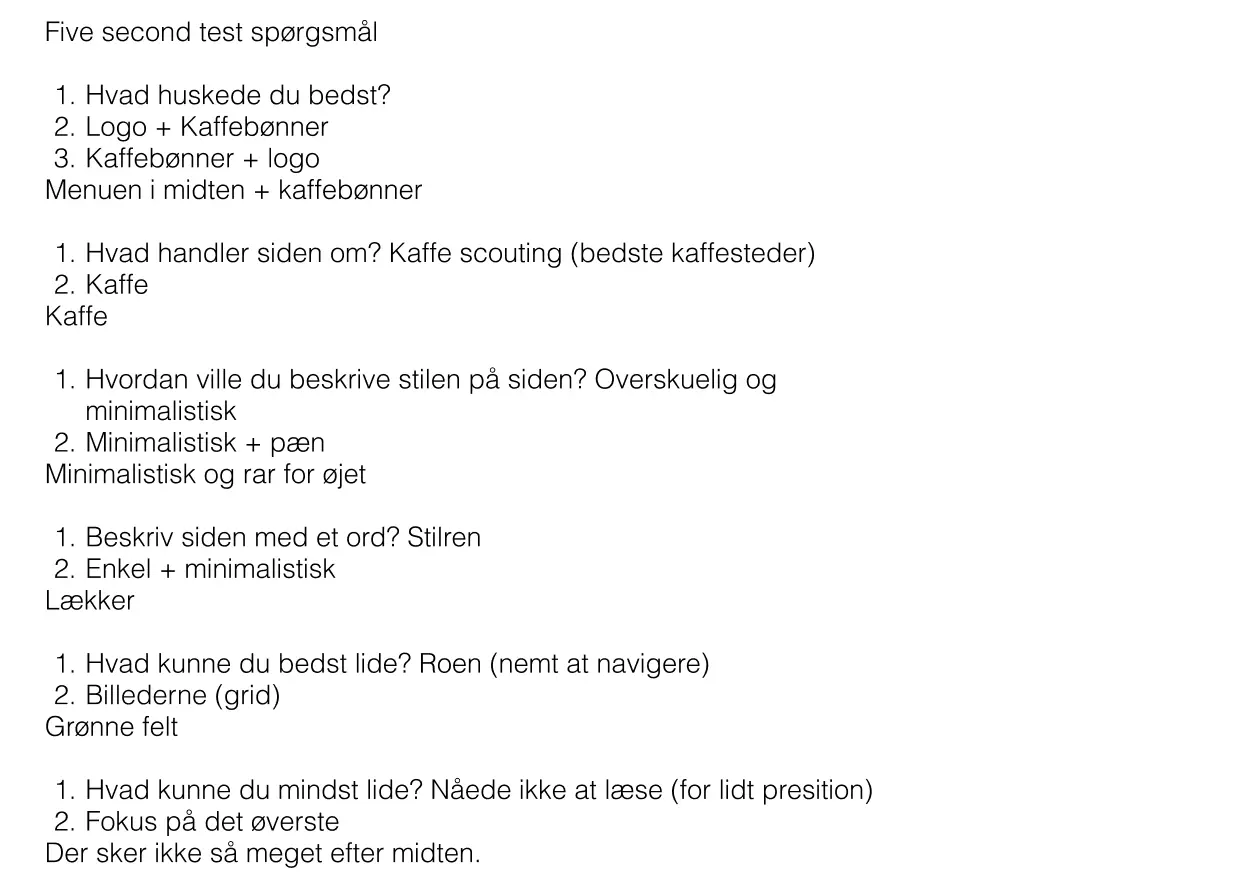 Five second test spørgsmål
1. Hvad huskede du bedst?
2. Logo + Kaffebønner
3. Kaffebønner + logo
Menuen i midten + kaffebønner
1. Hvad handler siden om? Kaffe scouting (bedste kaffesteder)
2. Kaffe
Kaffe
1. Hvordan ville du beskrive stilen på siden? Overskuelig og
minimalistisk
2. Minimalistisk + pæn
Minimalistisk og rar for øjet
1. Beskriv siden med et ord? Stilren
2. Enkel + minimalistisk
Lækker
1. Hvad kunne du bedst lide? Roen (nemt at navigere)
2. Billederne (grid)
Grønne felt
1. Hvad kunne du mindst lide? Nåede ikke at læse (for lidt presition)
2. Fokus på det øverste
Der sker ikke så meget efter midten.